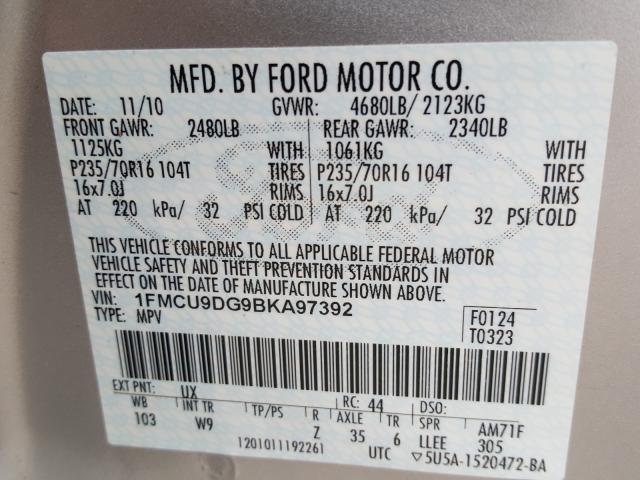 MFD. BY FORD MOTOR CO.
DATE: 11/10 GVWR: 4680LB/ 2123KG
FRONT GAWR: 2480LB REAR GAWR: 2340LB
1125KG WITH 1061KG WITH
P235/70R16 104T TIRES P235/70R16 104T TIRES
16x7.0J RIMS 16x7.0J RIMS
AT 220 kPa/ 32 PSI COLD AT 220 kPa/ 32 PSI COLD
THIS VEHICLE CONFORMS TO ALL APPLICABLE FEDERAL MOTOR
VEHICLE SAFETY AND THEFT PREVENTION STANDARDS IN
EFFECT ON THE DATE OF MANUFACTURE SHOWN ABOVE.
VIN: 1FMCU9DG9BKA97392 F0124
TYPE: MPV T0323
EXT PNT: UX RC: 44 DSO:
WB INT TR TP/PS R AXLE TR SPR AM71F
103 W9 Z 35 6 LLEE 305
1201011192261 UTC ▽5U5A-1520472-BA